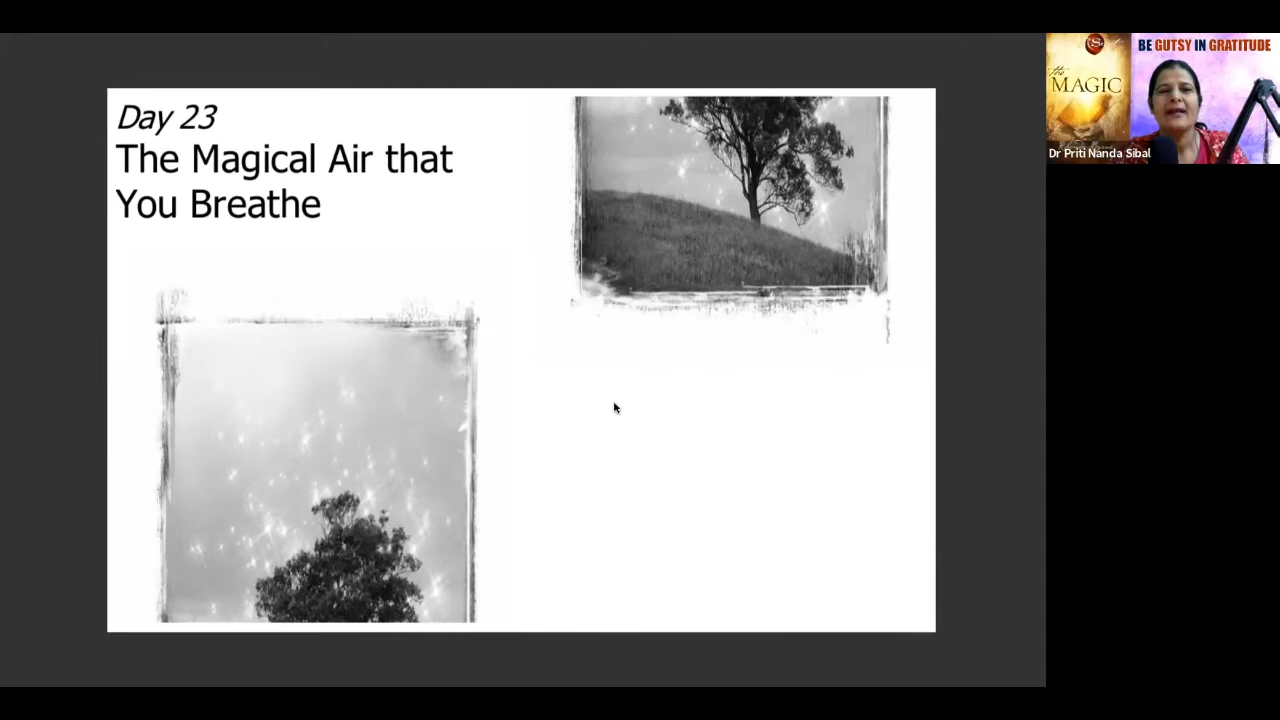 Day 23
The Magical Air that
You Breathe
BE GUTSY IN GRATITUDE
the
MAGIC
Dr Priti Nanda Sibal